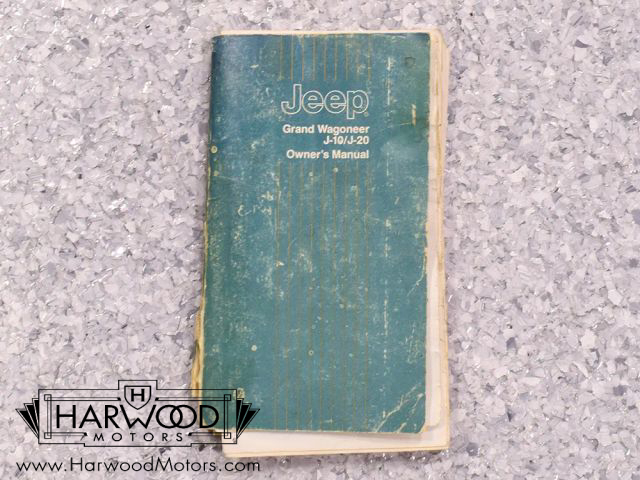 Jeep®
Grand Wagoneer
J-10/J-20
Owner's Manual
H
HARWOOD
MOTORS
www.HarwoodMotors.com